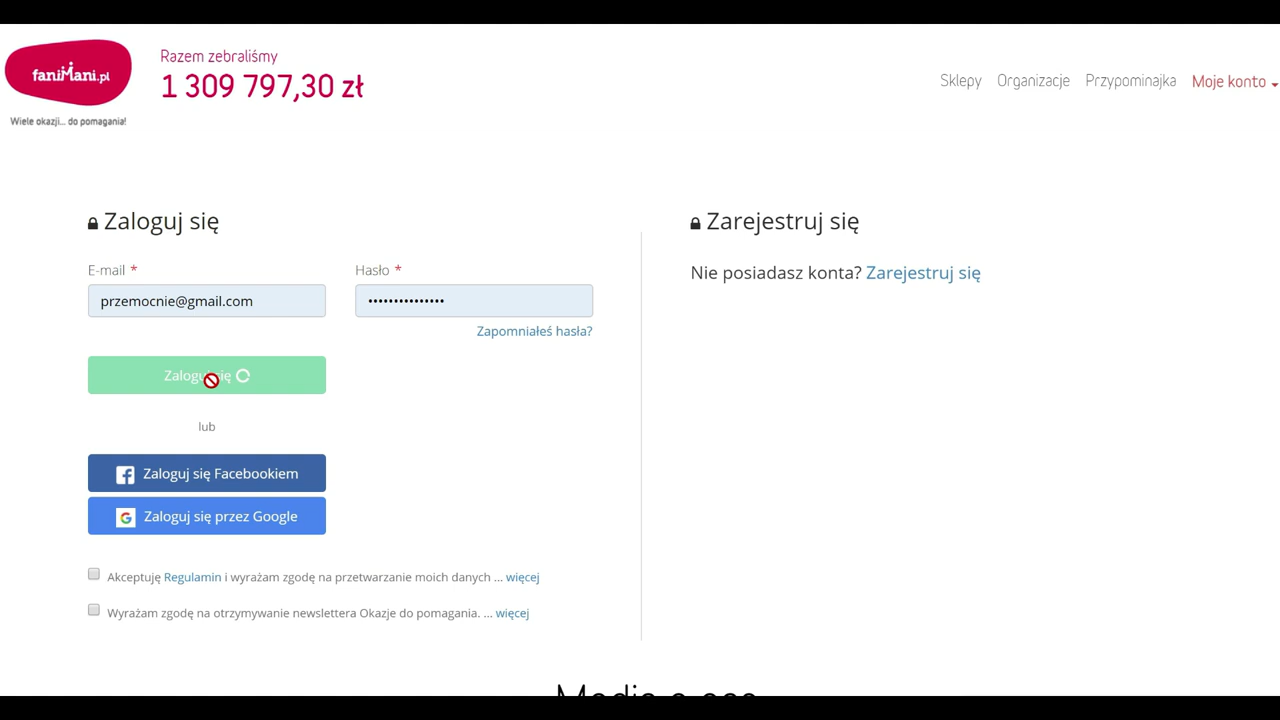 faniMani.pl
Wiele okazji... do pomagania!
Razem zebraliśmy
1 309 797,30 zł
Sklepy Organizacje Przypominajka Moje konto
Zaloguj się
E-mail * Hasło *
przemocnie@gmail.com •••••••••••••••
Zapomniałeś hasła?
Zaloguj się
lub
Zaloguj się Facebookiem
Zaloguj się przez Google
Akceptuję Regulamin i wyrażam zgodę na przetwarzanie moich danych ... więcej
Wyrażam zgodę na otrzymywanie newslettera Okazje do pomagania. ... więcej
Zarejestruj się
Nie posiadasz konta? Zarejestruj się